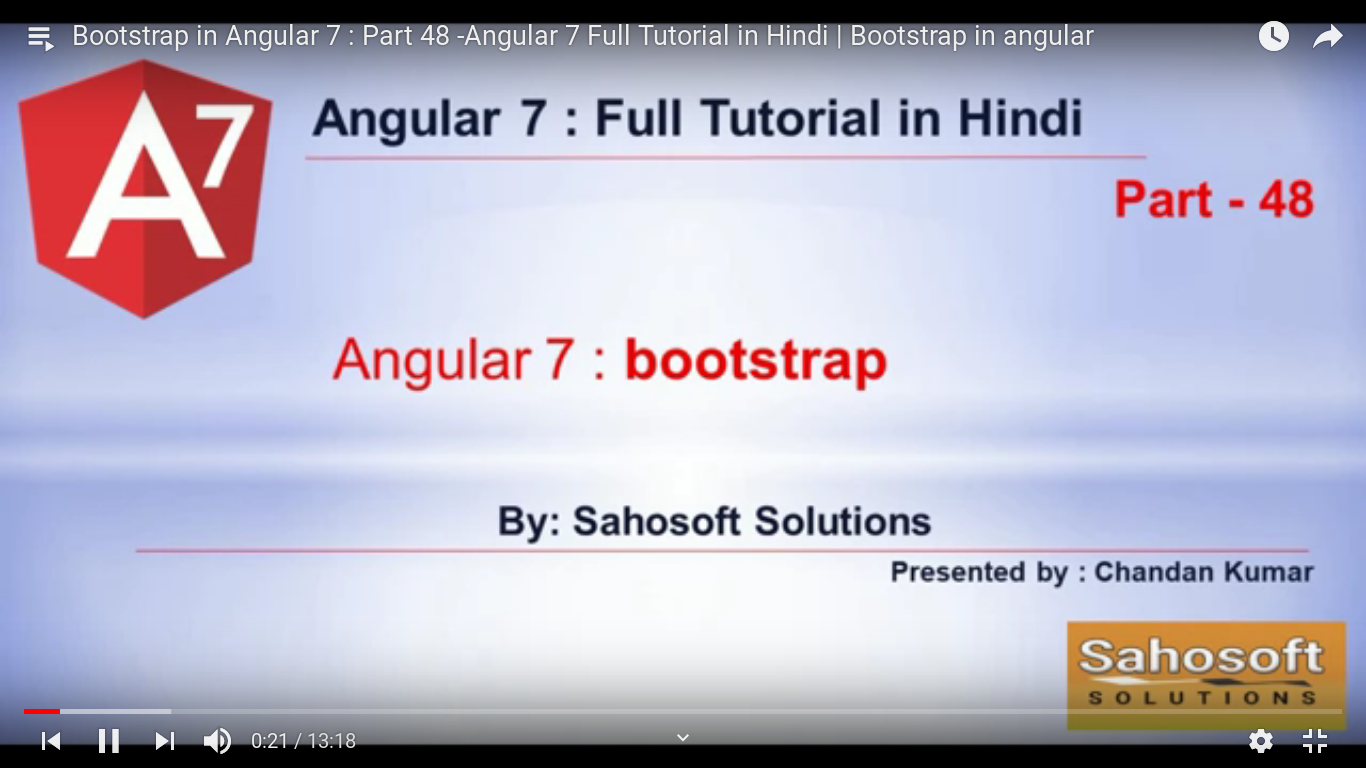 Bootstrap in Angular 7 : Part 48 -Angular 7 Full Tutorial in Hindi | Bootstrap in angular
A7
Angular 7 : Full Tutorial in Hindi
Part - 48
Angular 7 : bootstrap
By: Sahosoft Solutions
Presented by : Chandan Kumar
Sahosoft
SOLUTIONS
0:21 / 13:18